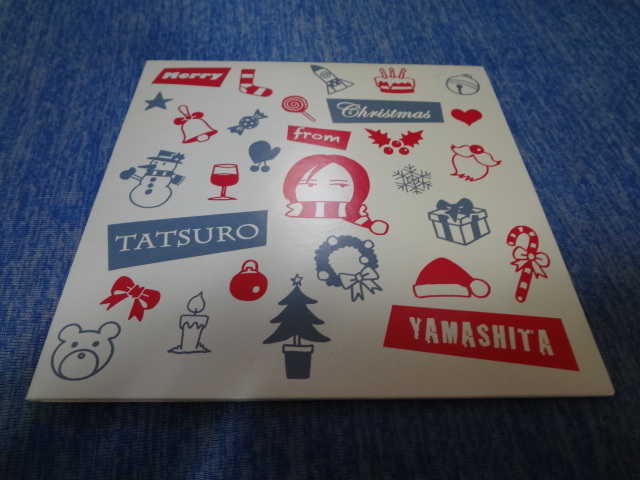 Merry
Christmas
from
TATSURO
YAMASHITA